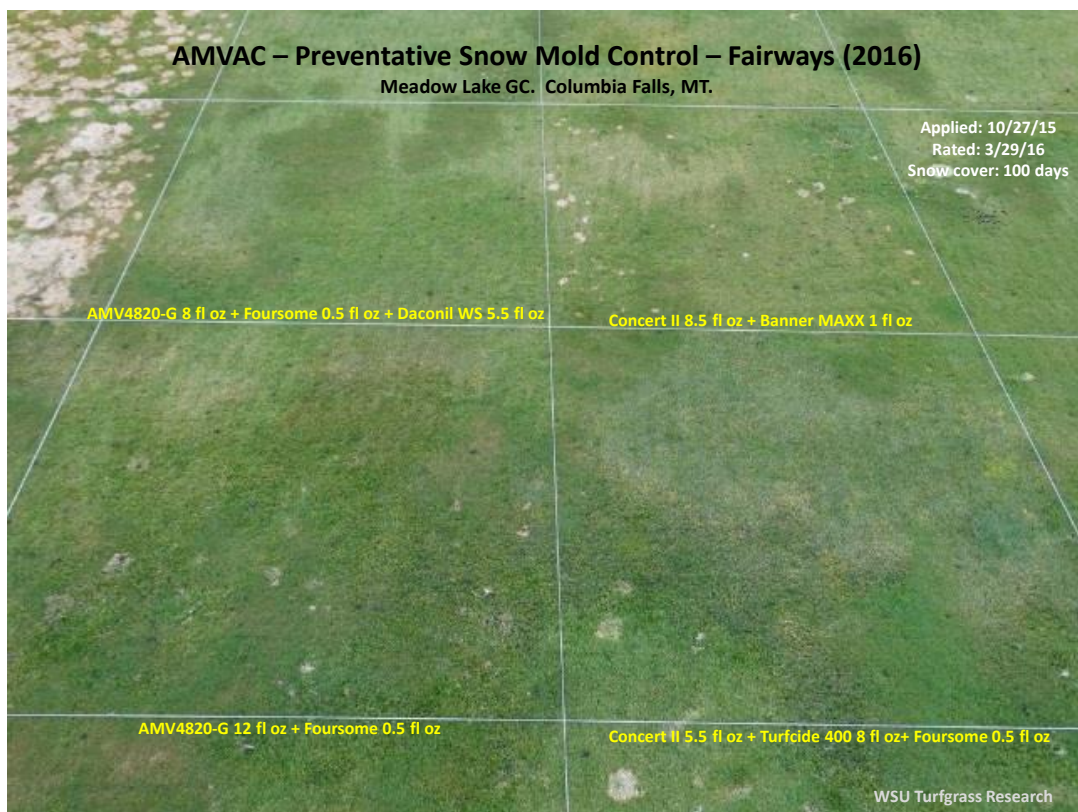 AMVAC – Preventative Snow Mold Control – Fairways (2016)
Meadow Lake GC.  Columbia Falls, MT.
Applied: 10/27/15
Rated: 3/29/16
Snow cover: 100 days
AMV4820-G 8 fl oz + Foursome 0.5 fl oz + Daconil WS 5.5 fl oz
Concert II 8.5 fl oz + Banner MAXX 1 fl oz
AMV4820-G 12 fl oz + Foursome 0.5 fl oz
Concert II 5.5 fl oz + Turfcide 400 8 fl oz+ Foursome 0.5 fl oz
WSU Turfgrass Research